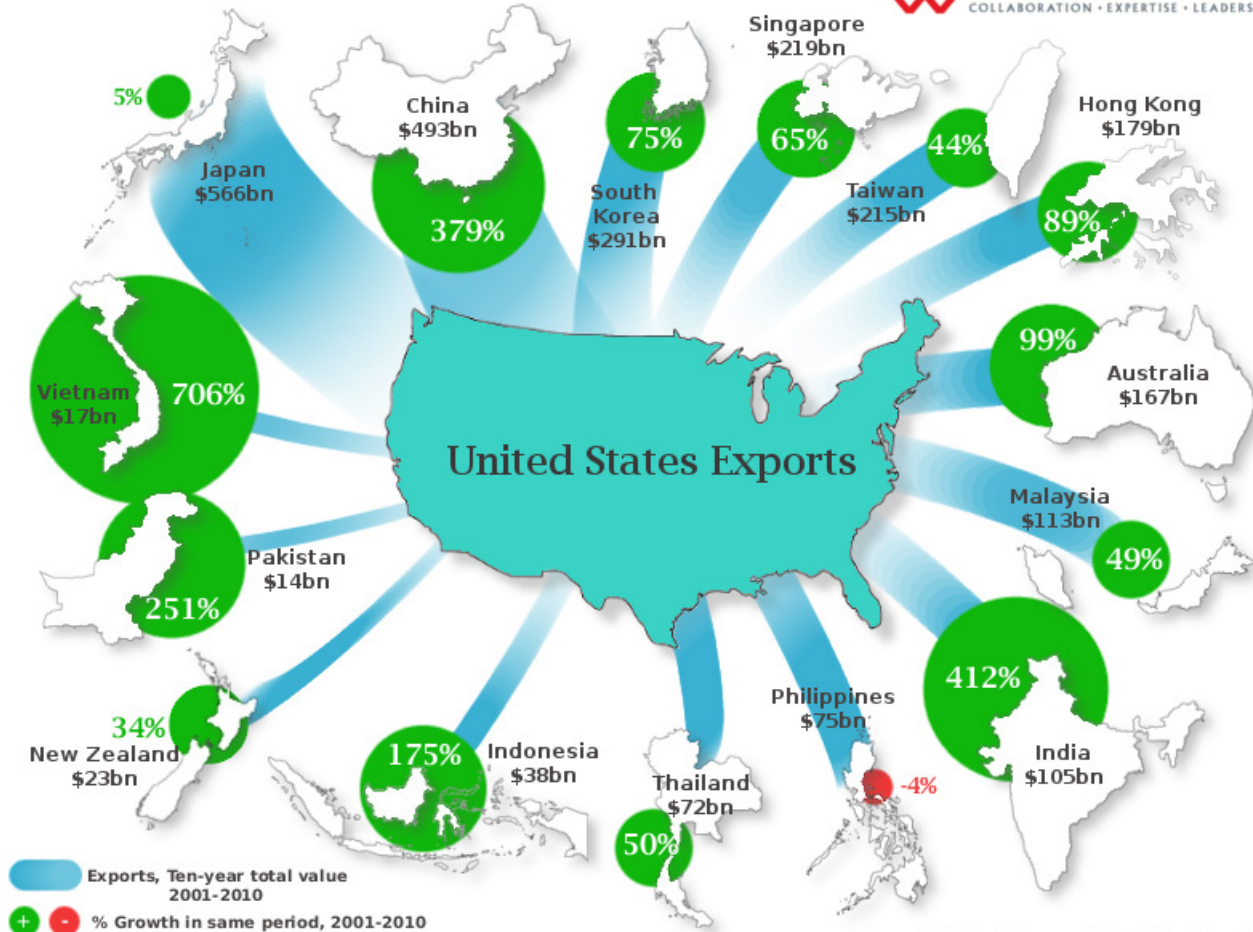 COLLABORATION • EXPERTISE • LEADERS
5%
Japan
$566bn
China
$493bn
379%
75%
South
Korea
$291bn
Singapore
$219bn
65%
44%
Taiwan
$215bn
Hong Kong
$179bn
89%
99%
Australia
$167bn
Vietnam
$17bn
706%
United States Exports
Malaysia
$113bn
49%
Pakistan
$14bn
251%
412%
India
$105bn
34%
New Zealand
$23bn
175%
Indonesia
$38bn
Thailand
$72bn
50%
Philippines
$75bn
-4%
Exports, Ten-year total value
2001-2010
+ - % Growth in same period, 2001-2010